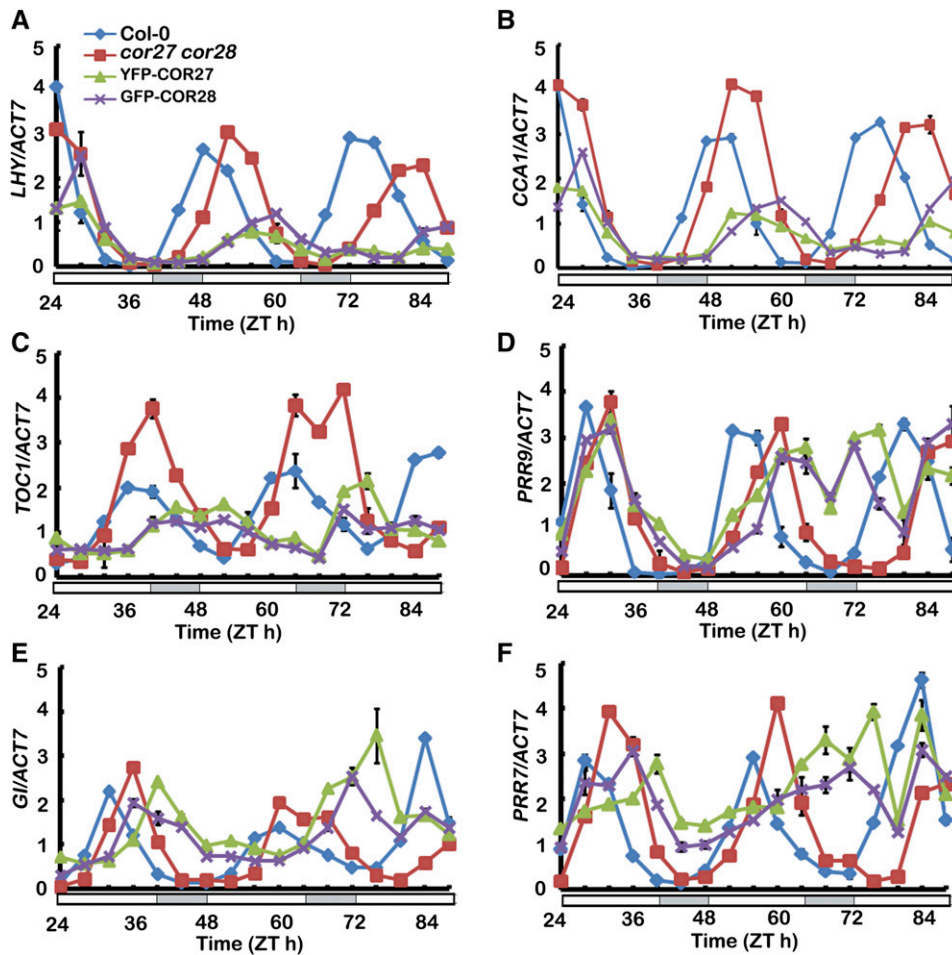 A
Col-0
cor27 cor28
YFP-COR27
GFP-COR28
LHY/ACT7
5
4
3
2
1
0
24 36 48 60 72 84
Time (ZT h)
B
CCA1/ACT7
5
4
3
2
1
0
24 36 48 60 72 84
Time (ZT h)
C
TOC1/ACT7
5
4
3
2
1
0
24 36 48 60 72 84
Time (ZT h)
D
PRR9/ACT7
5
4
3
2
1
0
24 36 48 60 72 84
Time (ZT h)
E
GI/ACT7
5
4
3
2
1
0
24 36 48 60 72 84
Time (ZT h)
F
PRR7/ACT7
5
4
3
2
1
0
24 36 48 60 72 84
Time (ZT h)